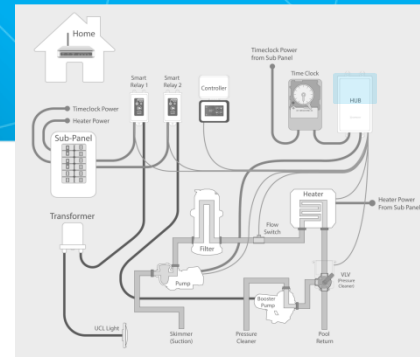 Home
Timeclock Power
from Sub Panel
Smart
Relay 1
Smart
Relay 2
Controller
Time Clock
HUB
Timeclock Power
Heater Power
Sub-Panel
Heater
Heater Power
From Sub Panel
Transformer
Flow
Switch
Filter
Pump
VLV
(Pressure
Cleaner)
Booster
Pump
UCL Light
Skimmer
(Suction)
Pressure
Cleaner
Pool
Return